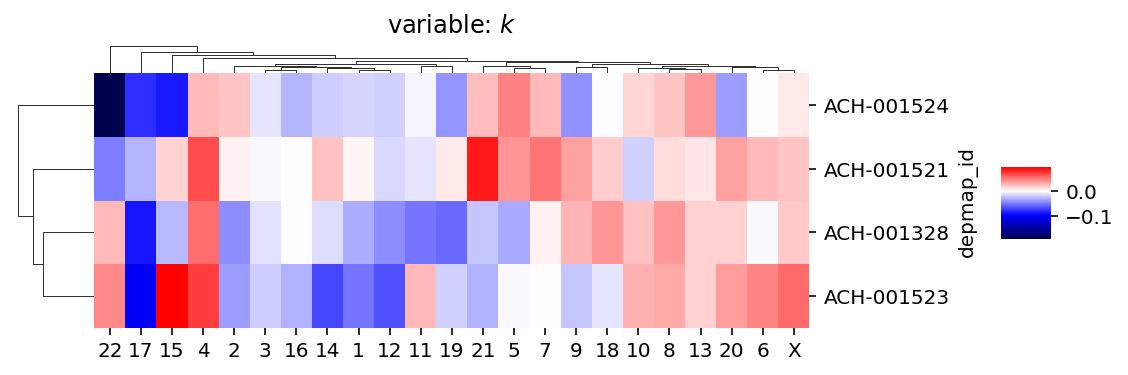 variable: k
ACH-001524
ACH-001521
ACH-001328
ACH-001523
depmap_id
0.0
−0.1
22 17 15 4 2 3 16 14 1 12 11 19 21 5 7 9 18 10 8 13 20 6 X